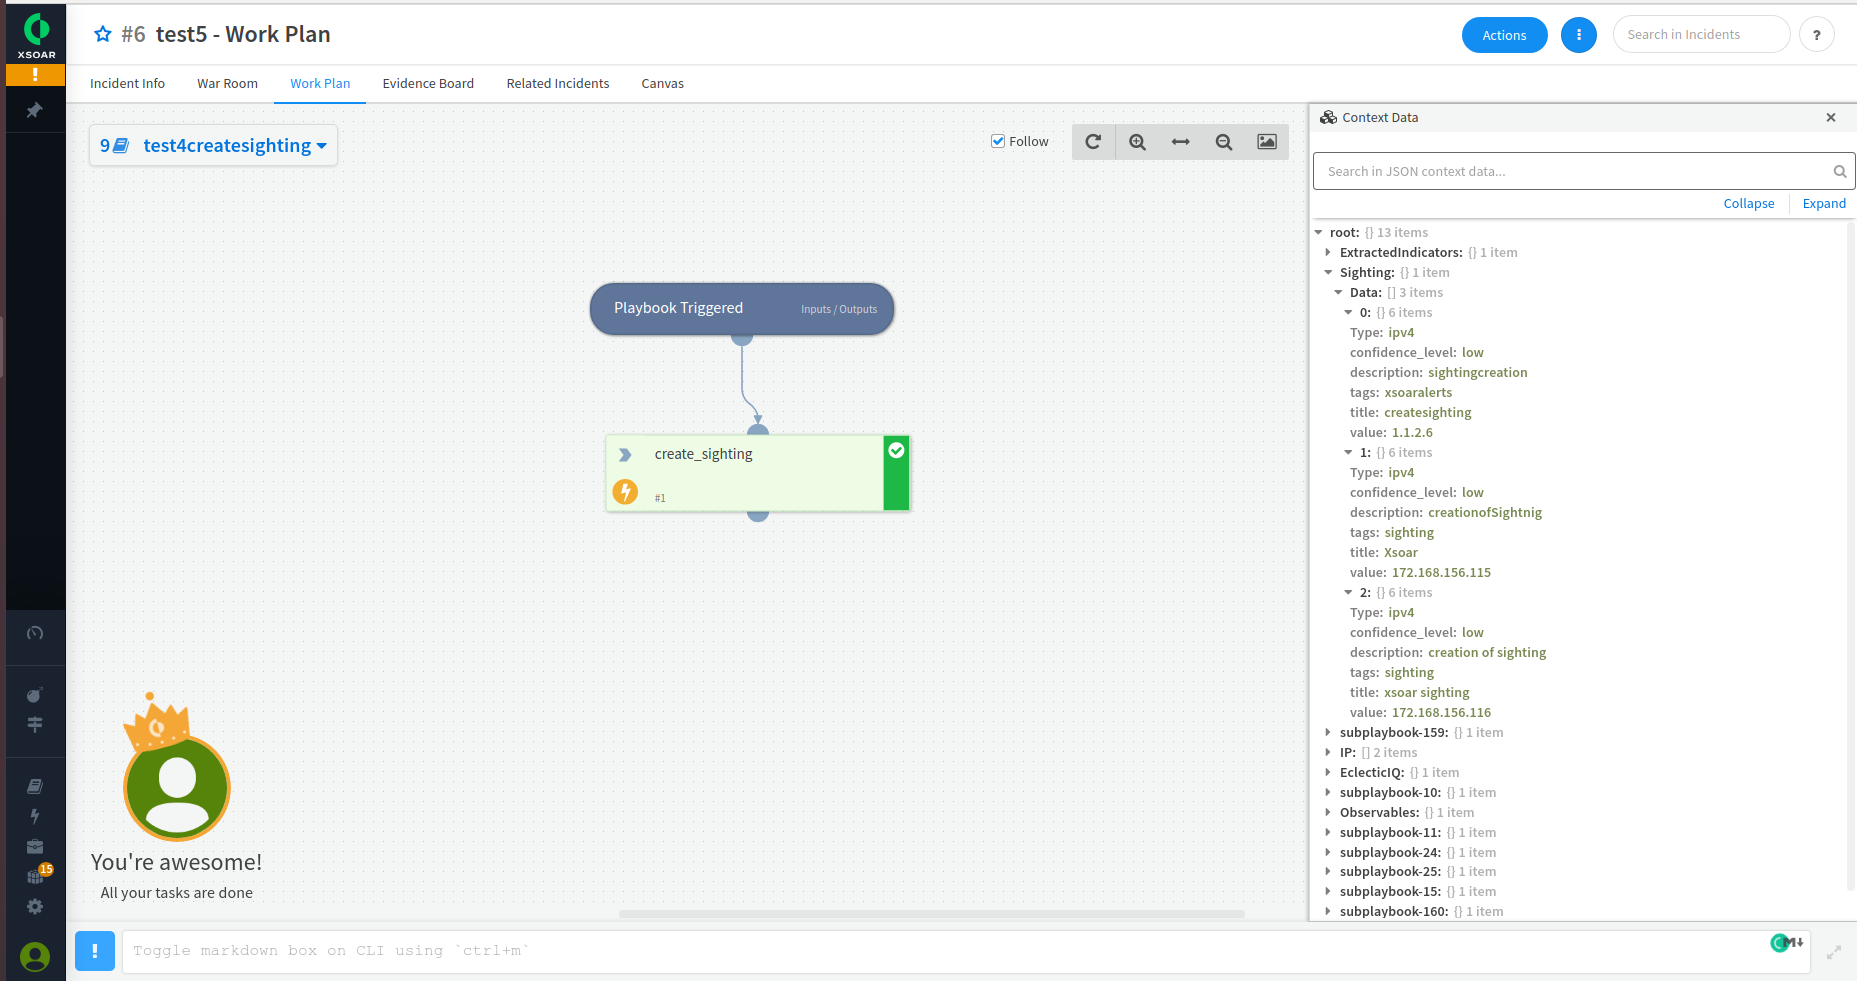 XSOAR
#6 test5 - Work Plan
Actions
Search in Incidents
?
Incident Info
War Room
Work Plan
Evidence Board
Related Incidents
Canvas
9 test4createsighting
Follow
Playbook Triggered
Inputs / Outputs
create_sighting
#1
You're awesome!
All your tasks are done
15
Context Data
Search in JSON context data...
Collapse
Expand
root: {} 13 items
ExtractedIndicators: {} 1 item
Sighting: {} 1 item
Data: [] 3 items
0: {} 6 items
Type: ipv4
confidence_level: low
description: sightingcreation
tags: xsoaralerts
title: createsighting
value: 1.1.2.6
1: {} 6 items
Type: ipv4
confidence_level: low
description: creationofSightnig
tags: sighting
title: Xsoar
value: 172.168.156.115
2: {} 6 items
Type: ipv4
confidence_level: low
description: creation of sighting
tags: sighting
title: xsoar sighting
value: 172.168.156.116
subplaybook-159: {} 1 item
IP: [] 2 items
EclecticIQ: {} 1 item
subplaybook-10: {} 1 item
Observables: {} 1 item
subplaybook-11: {} 1 item
subplaybook-24: {} 1 item
subplaybook-25: {} 1 item
subplaybook-15: {} 1 item
subplaybook-160: {} 1 item
! Toggle markdown box on CLI using `ctrl+m`